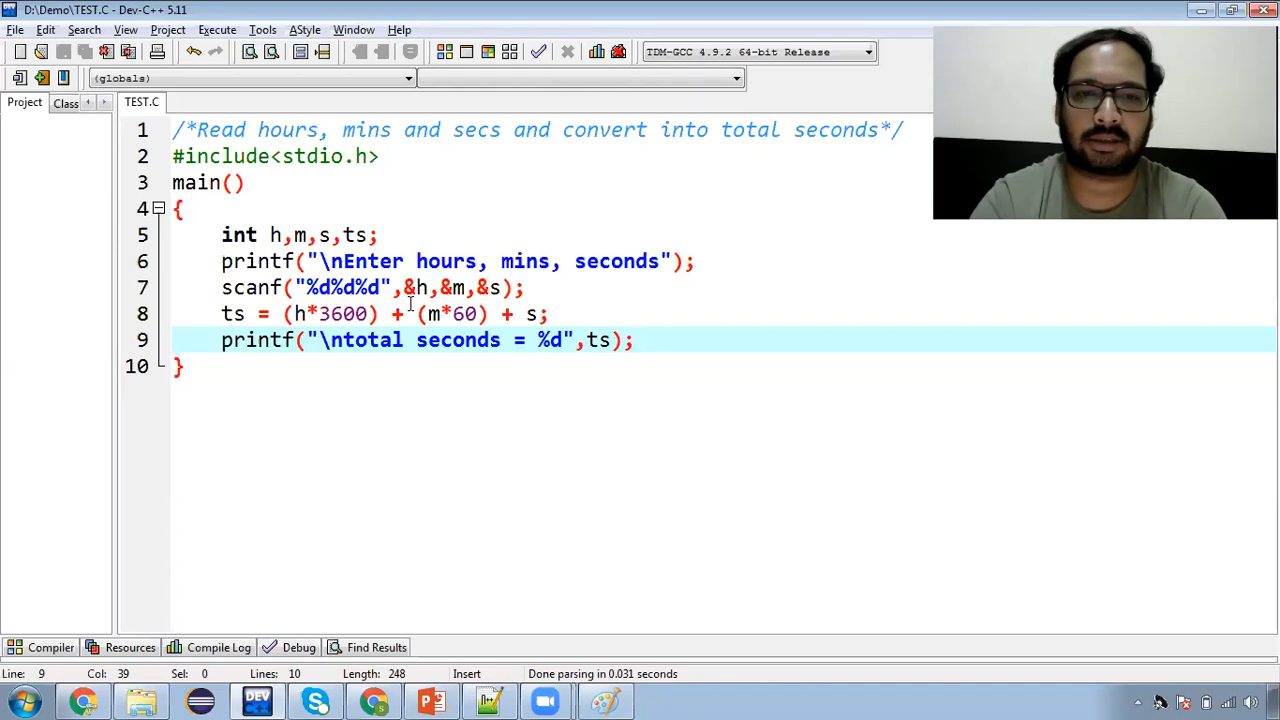 D:\Demo\TEST.C - Dev-C++ 5.11
File Edit Search View Project Execute Tools AStyle Window Help
TDM-GCC 4.9.2 64-bit Release
(globals)
Project Class TEST.C
1 /*Read hours, mins and secs and convert into total seconds*/
2 #include<stdio.h>
3 main()
4 {
5 int h,m,s,ts;
6 printf("\nEnter hours, mins, seconds");
7 scanf("%d%d%d",&h,&m,&s);
8 ts = (h*3600) + (m*60) + s;
9 printf("\ntotal seconds = %d",ts);
10 }
Compiler Resources Compile Log Debug Find Results
Line: 9 Col: 39 Sel: 0 Lines: 10 Length: 248 Insert Done parsing in 0.031 seconds
DEV C++